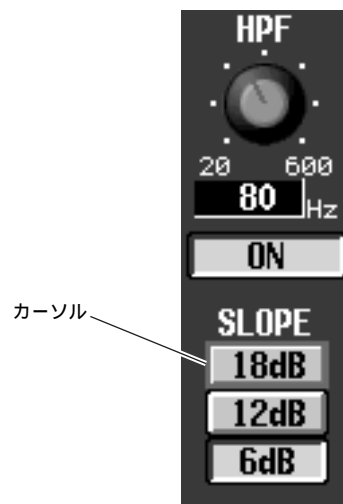 HPF
20 600
80 Hz
ON
カーソル
SLOPE
18dB
12dB
6dB